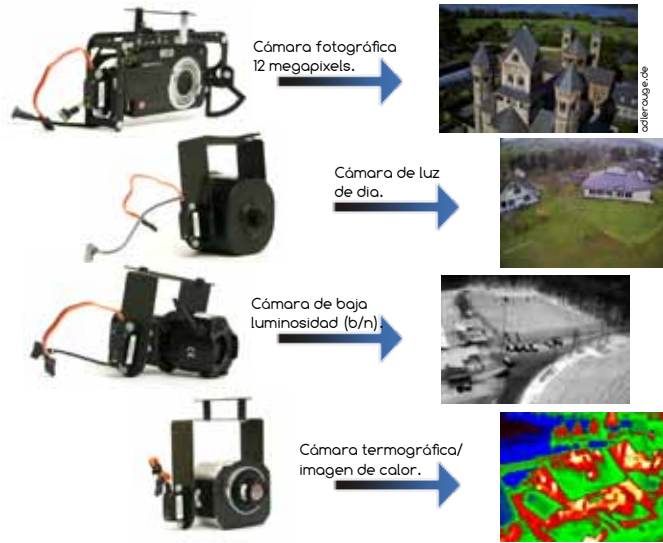 Cámara fotográfica
12 megapixels.
adlerauge.de
Cámara de luz
de dia.
Cámara de baja
luminosidad (b/n).
Cámara termográfica/
imagen de calor.